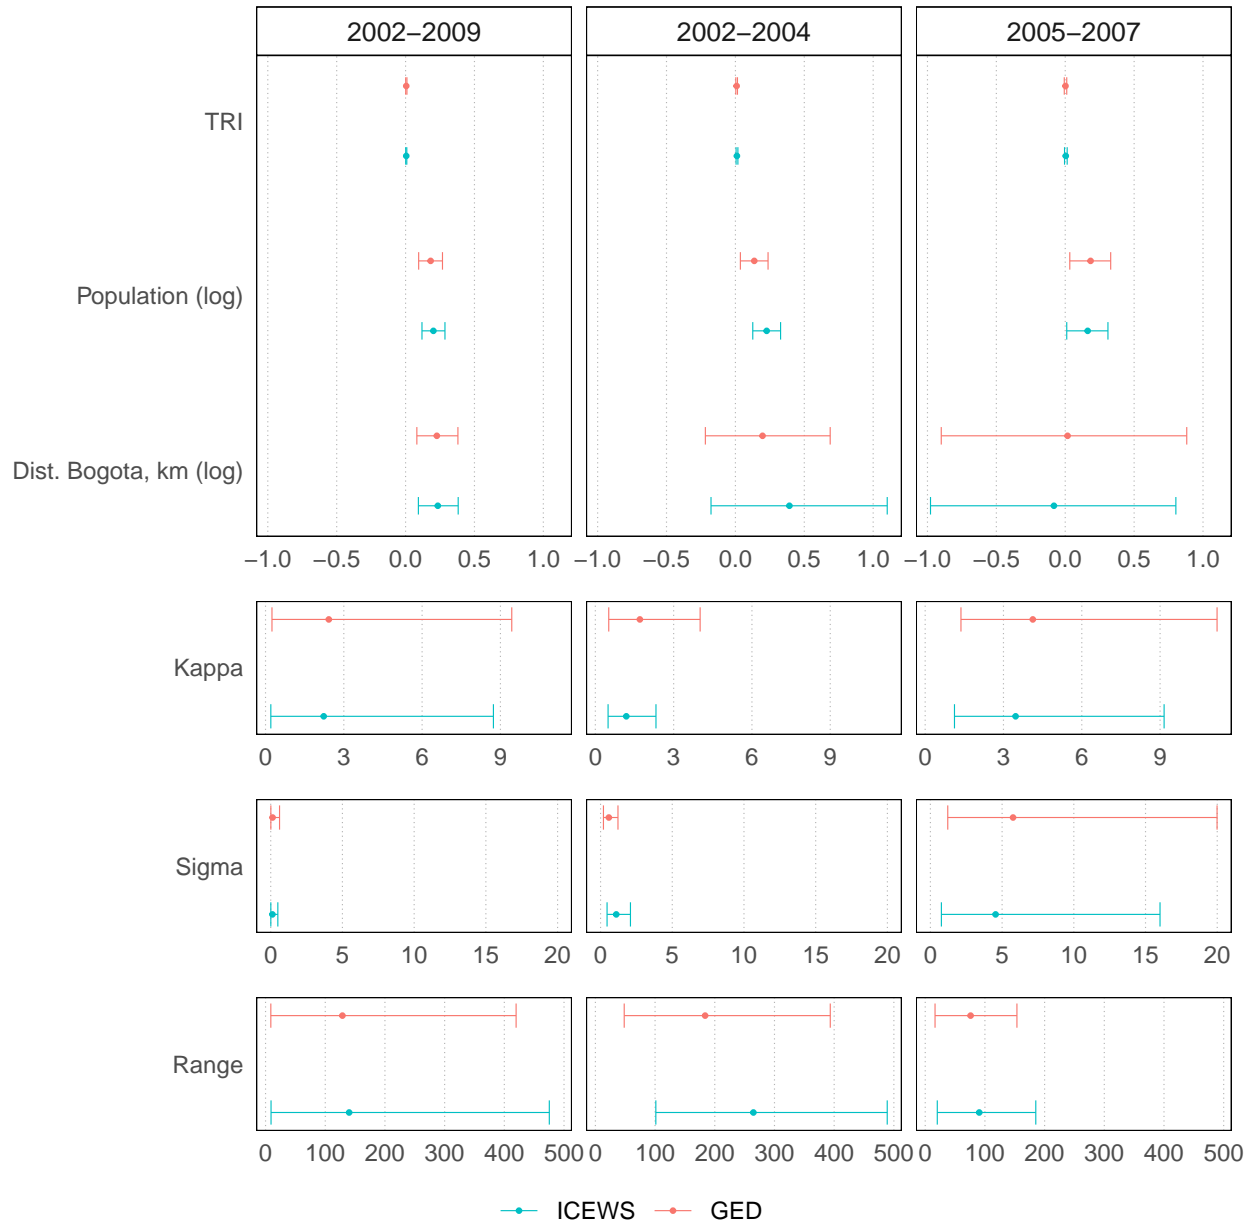 2002−2009 2002−2004 2005−2007
TRI
Population (log)
Dist. Bogota, km (log)
−1.0 −0.5 0.0 0.5 1.0 −1.0 −0.5 0.0 0.5 1.0 −1.0 −0.5 0.0 0.5 1.0
Kappa
0 3 6 9 0 3 6 9 0 3 6 9
Sigma
0 5 10 15 20 0 5 10 15 20 0 5 10 15 20
Range
0 100 200 300 400 500 0 100 200 300 400 500 0 100 200 300 400 500
ICEWS GED